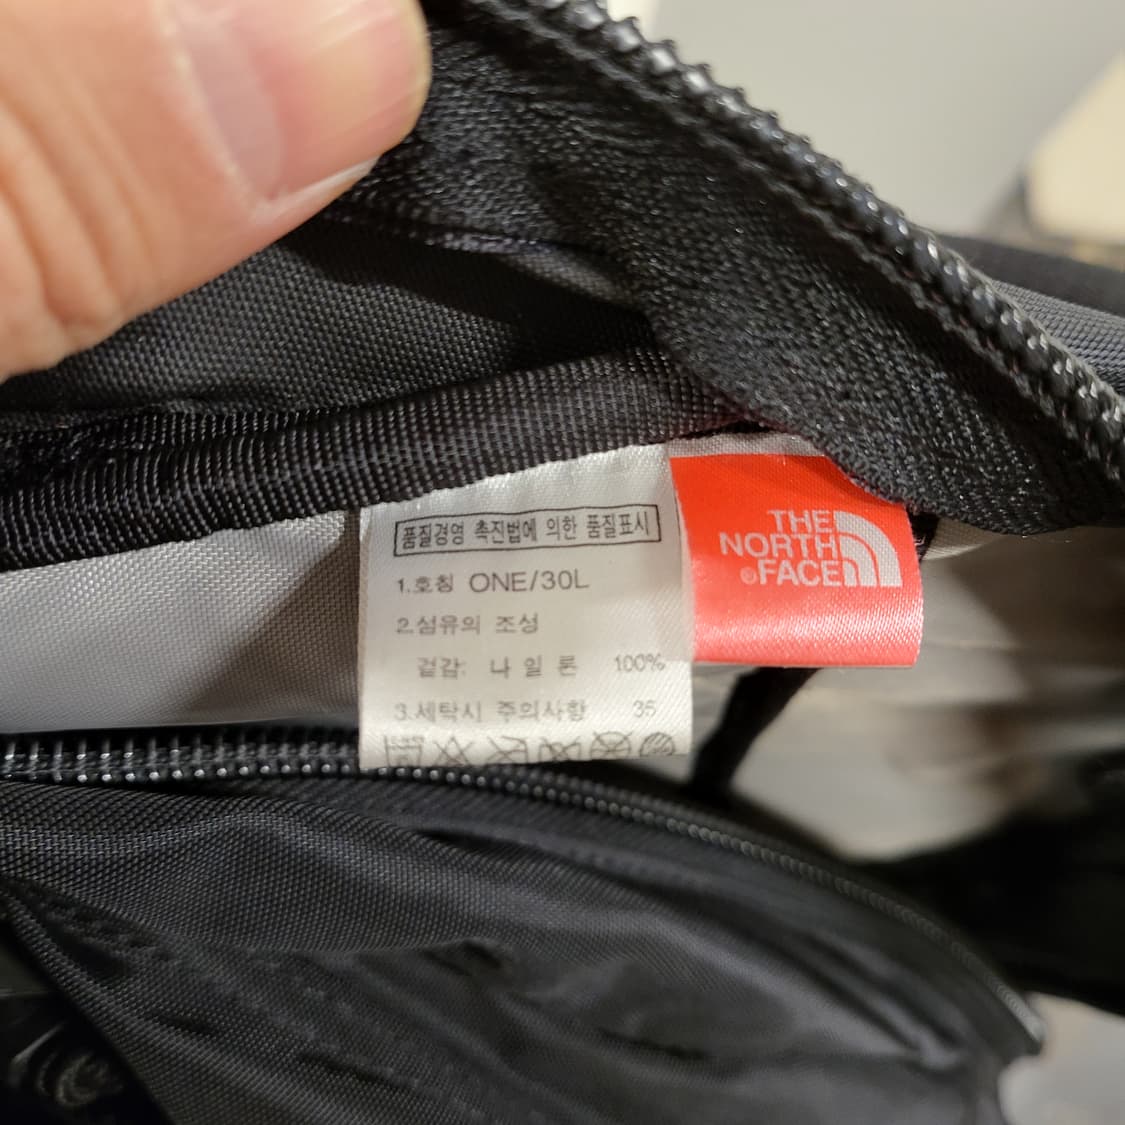 품질경영 촉진법에 의한 품질표시
1.호칭 ONE/30L
2.섬유의 조성
겉감: 나 일 론 100%
3.세탁시 주의사항 35
THE
NORTH
®FACE